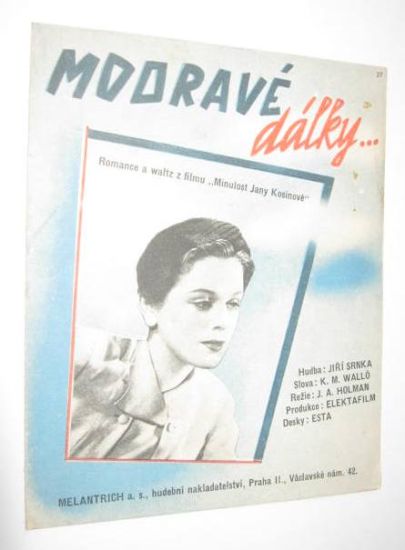 27
MODRAVÉ
dálky...
Romance a waltz z filmu „Minulost Jany Kosinové“
Hudba: JIŘÍ SRNKA
Slova: K. M. WALLÓ
Režie: J. A. HOLMAN
Produkce: ELEKTAFILM
Desky: ESTA
MELANTRICH a. s., hudební nakladatelství, Praha II., Václavské nám. 42.